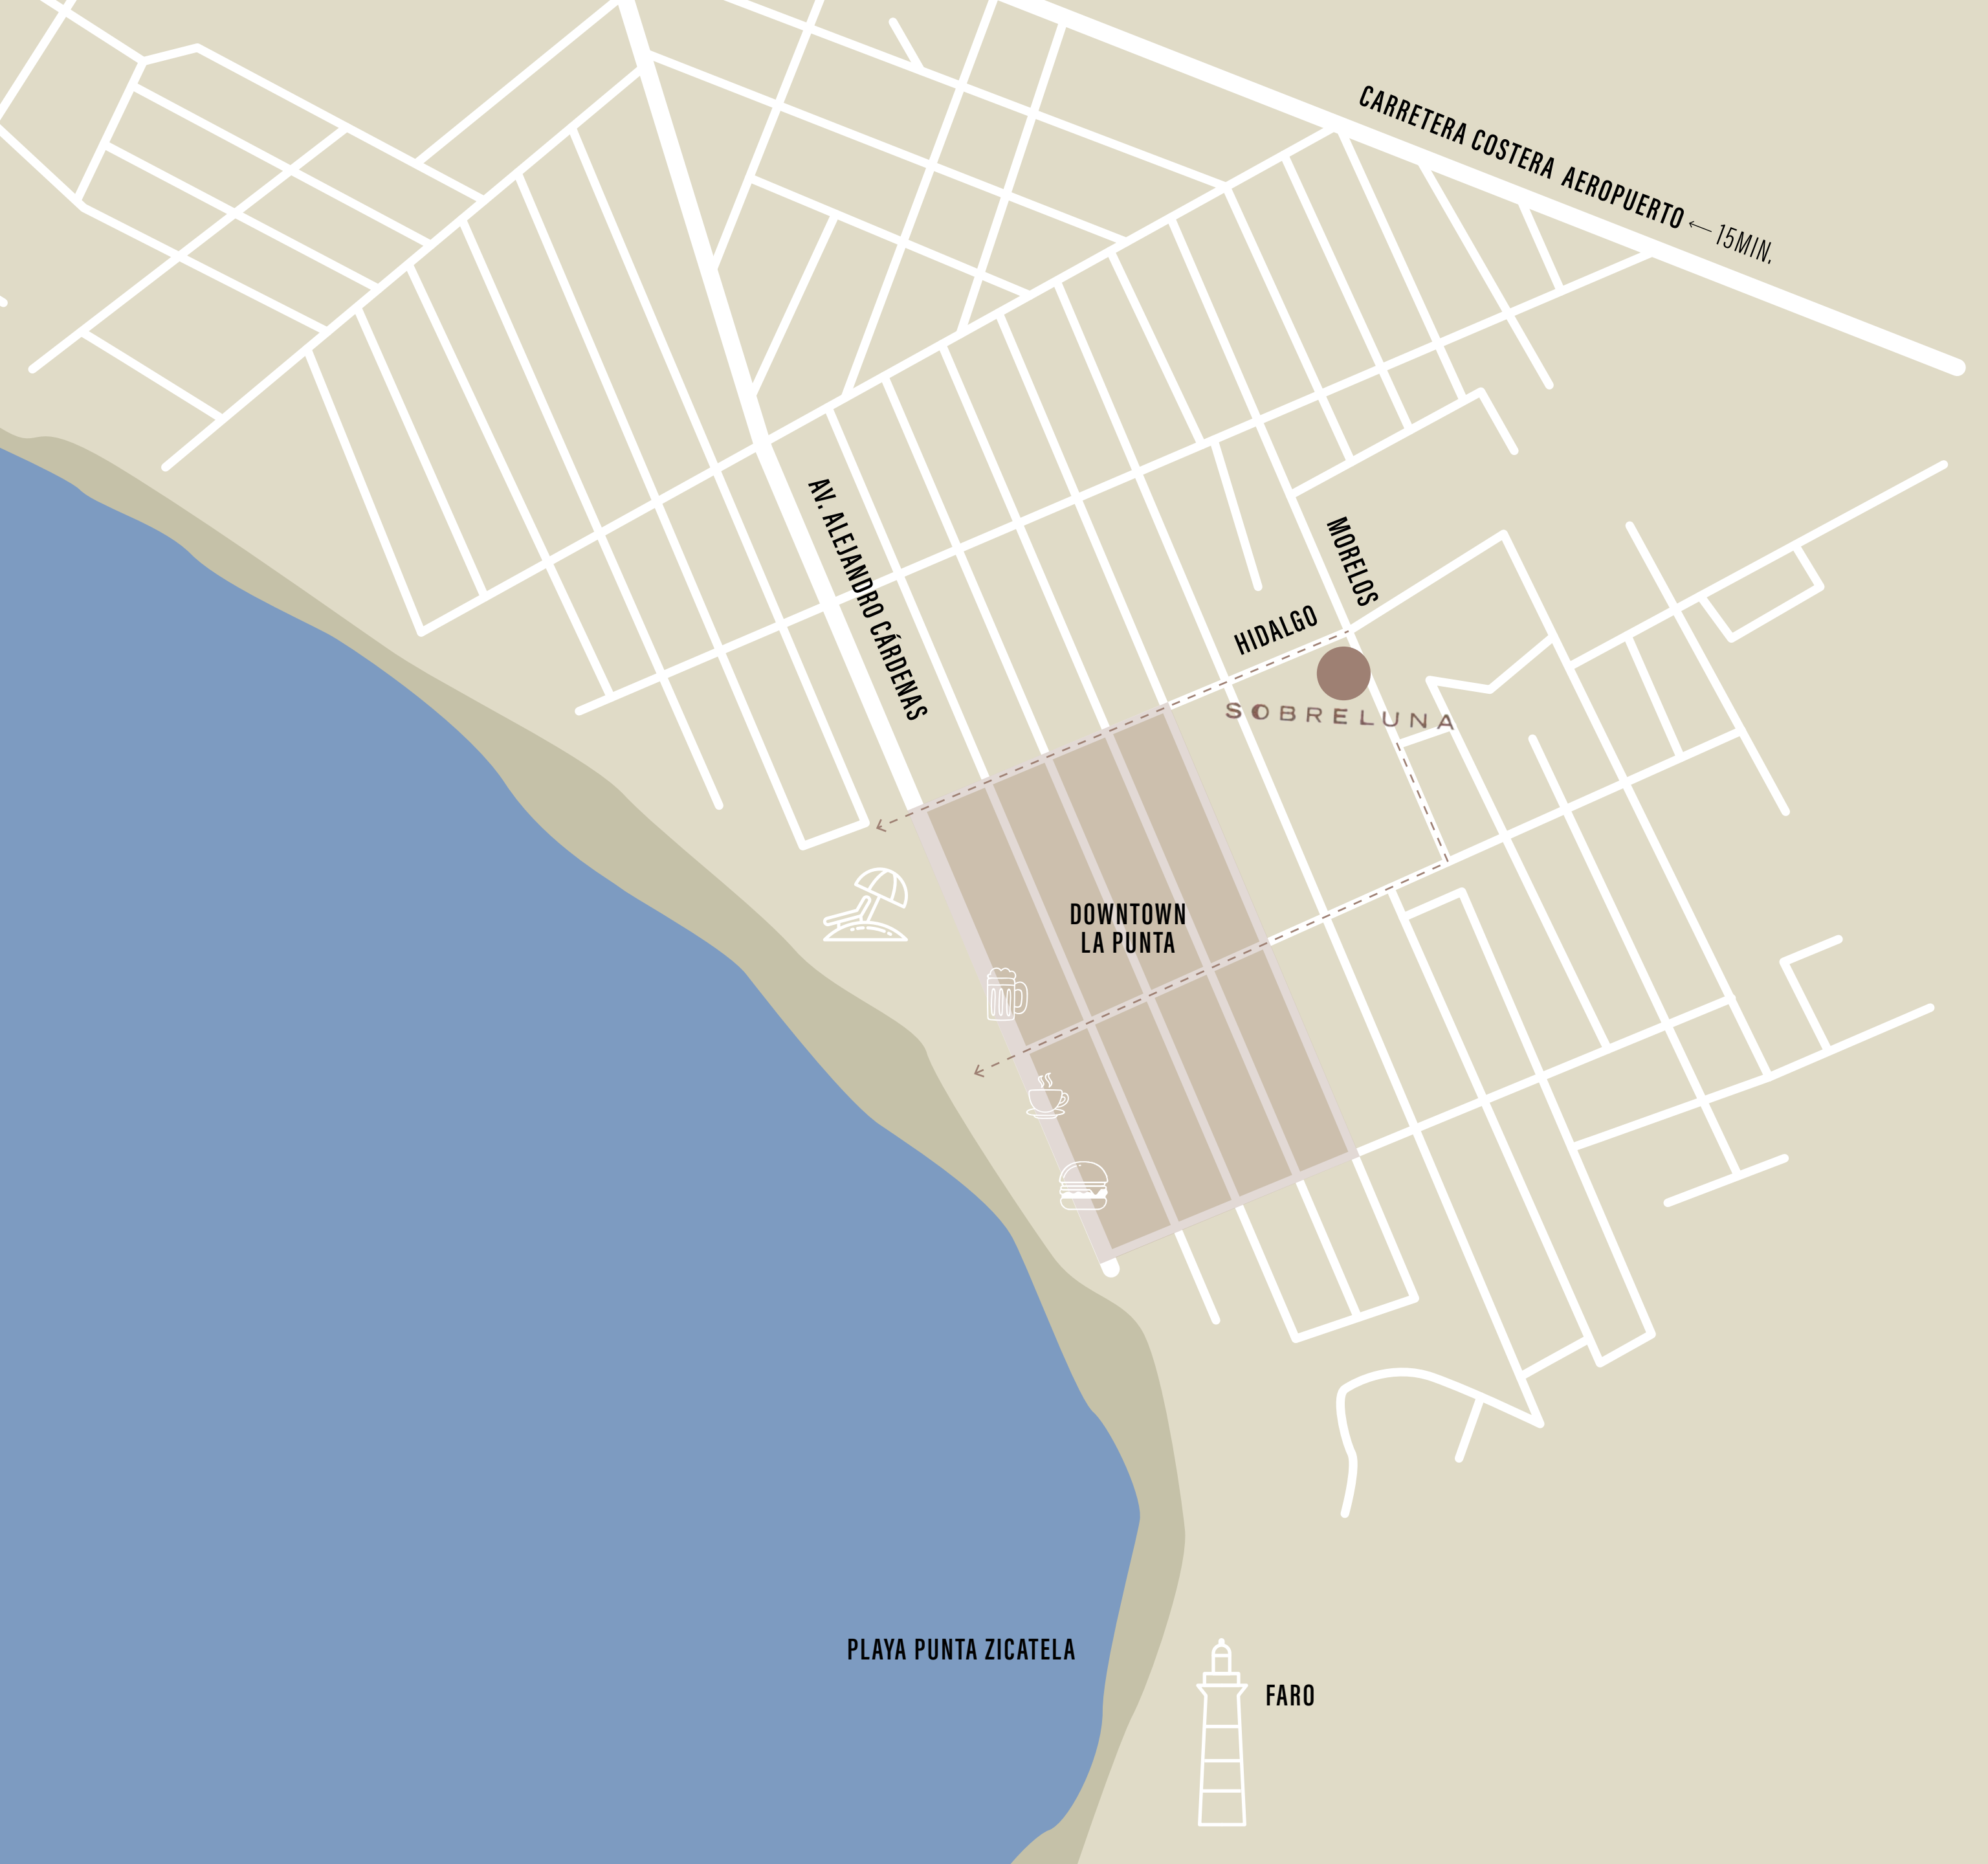 CARRETERA COSTERA AEROPUERTO ← 15MIN.
AV. ALEJANDRO CÁRDENAS
MORELOS
HIDALGO
SOBRELUNA
DOWNTOWN
LA PUNTA
PLAYA PUNTA ZICATELA
FARO